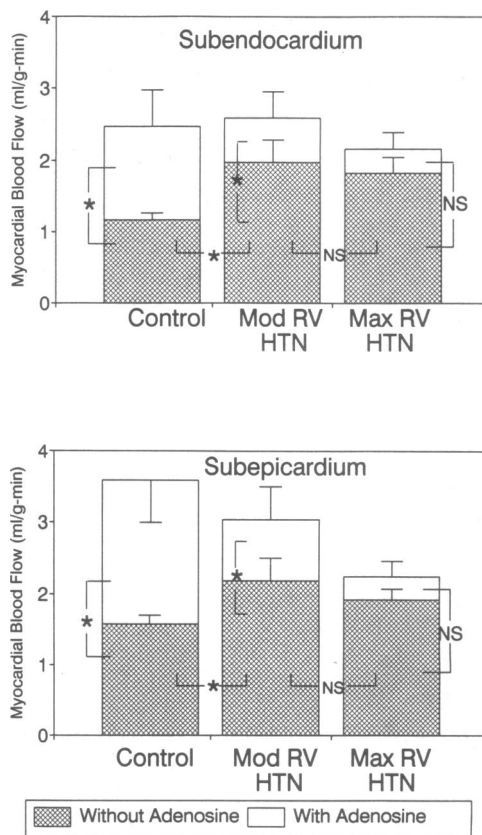 Subendocardium
Myocardial Blood Flow (ml/g-min)
4
3
2
1
0
*
*
*
NS
NS
Control
Mod RV
HTN
Max RV
HTN
Subepicardium
Myocardial Blood Flow (ml/g-min)
4
3
2
1
0
*
*
*
NS
NS
Control
Mod RV
HTN
Max RV
HTN
Without Adenosine
With Adenosine